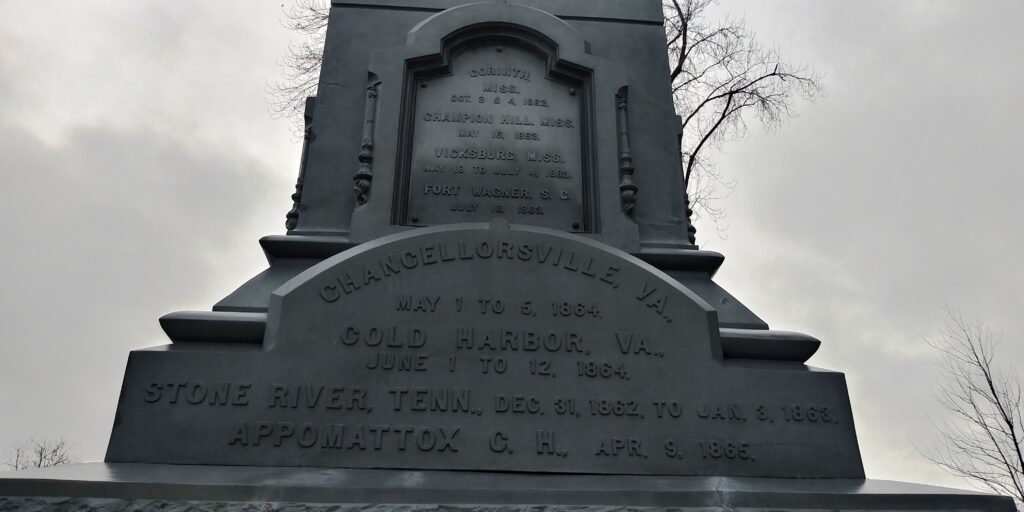 CORINTH,
MISS.
OCT. 3 & 4, 1862.
CHAMPION HILL, MISS.
MAY 16, 1863.
VICKSBURG, MISS.,
MAY 18 TO JULY 4, 1863.
FORT WAGNER, S. C.
JULY 18, 1863.
CHANCELLORSVILLE, VA.,
MAY 1 TO 5, 1864.
COLD HARBOR, VA.,
JUNE 1 TO 12, 1864.
STONE RIVER, TENN., DEC. 31, 1862, TO JAN. 3, 1863.
APPOMATTOX C. H., APR. 9, 1865.